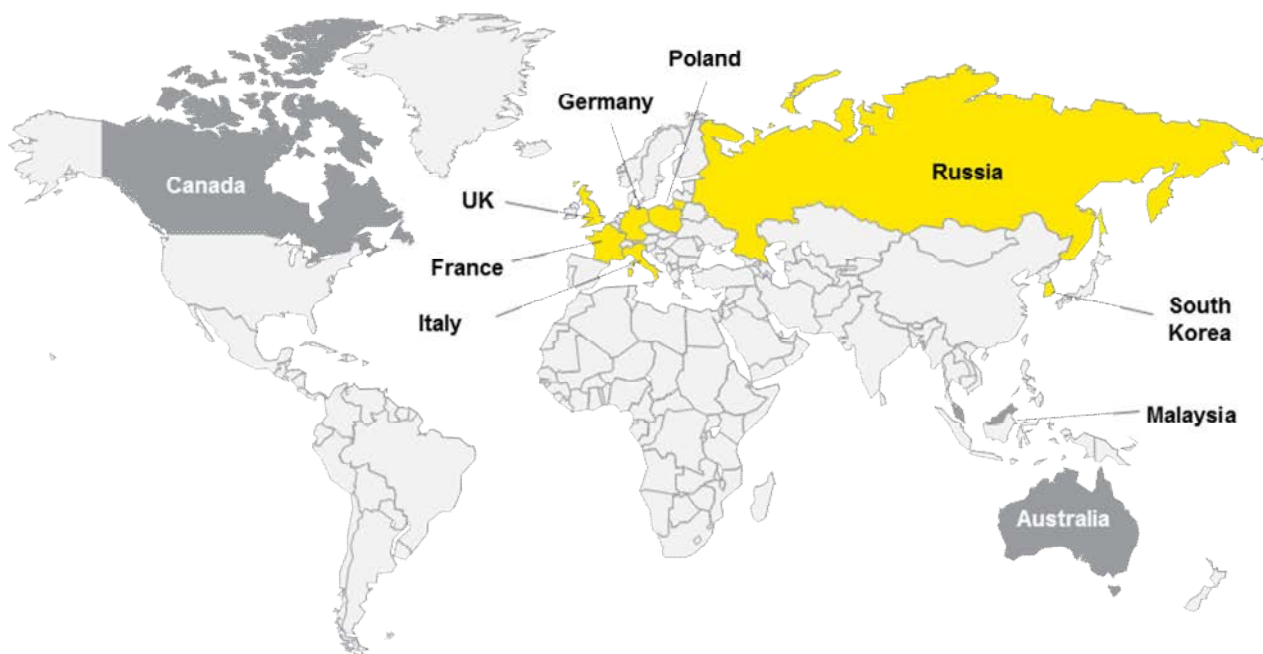 Poland
Germany
Russia
Canada
UK
France
Italy
South
Korea
Malaysia
Australia